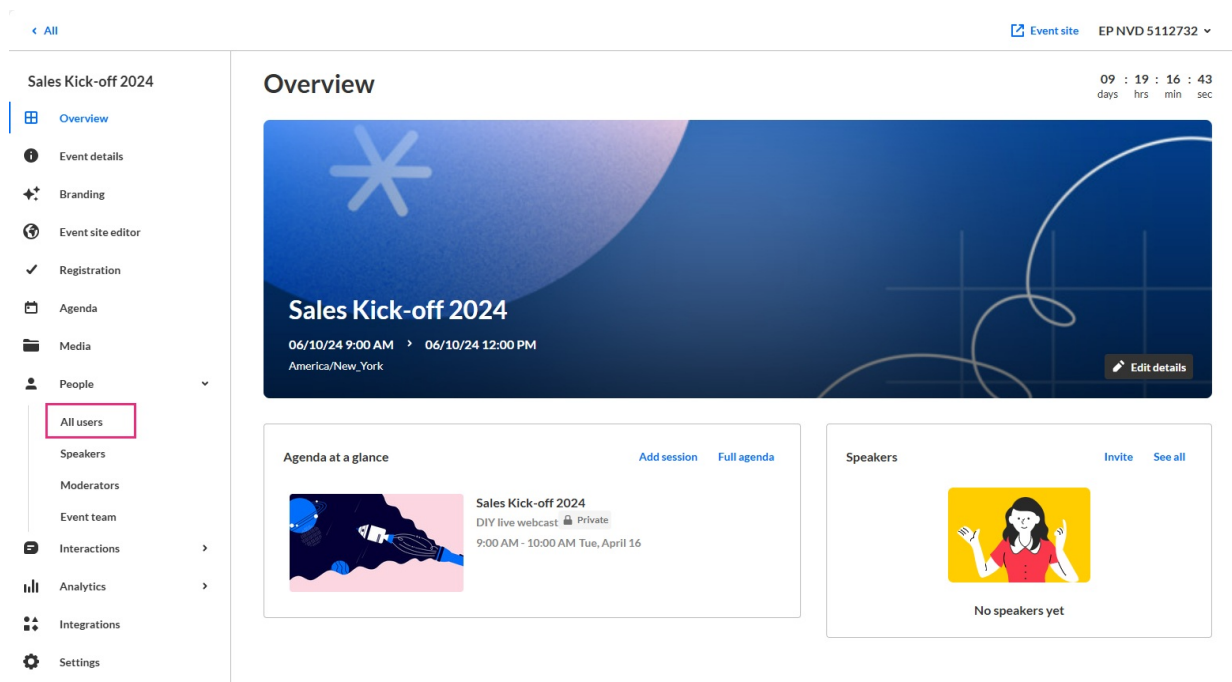 All
Event site
EP NVD 5112732
Sales Kick-off 2024
Overview
Event details
Branding
Event site editor
Registration
Agenda
Media
People
All users
Speakers
Moderators
Event team
Interactions
Analytics
Integrations
Settings
Overview
09 : 19 : 16 : 43
days hrs min sec
Sales Kick-off 2024
06/10/24 9:00 AM > 06/10/24 12:00 PM
America/New_York
Edit details
Agenda at a glance
Add session
Full agenda
Sales Kick-off 2024
DIY live webcast Private
9:00 AM - 10:00 AM Tue, April 16
Speakers
Invite
See all
No speakers yet